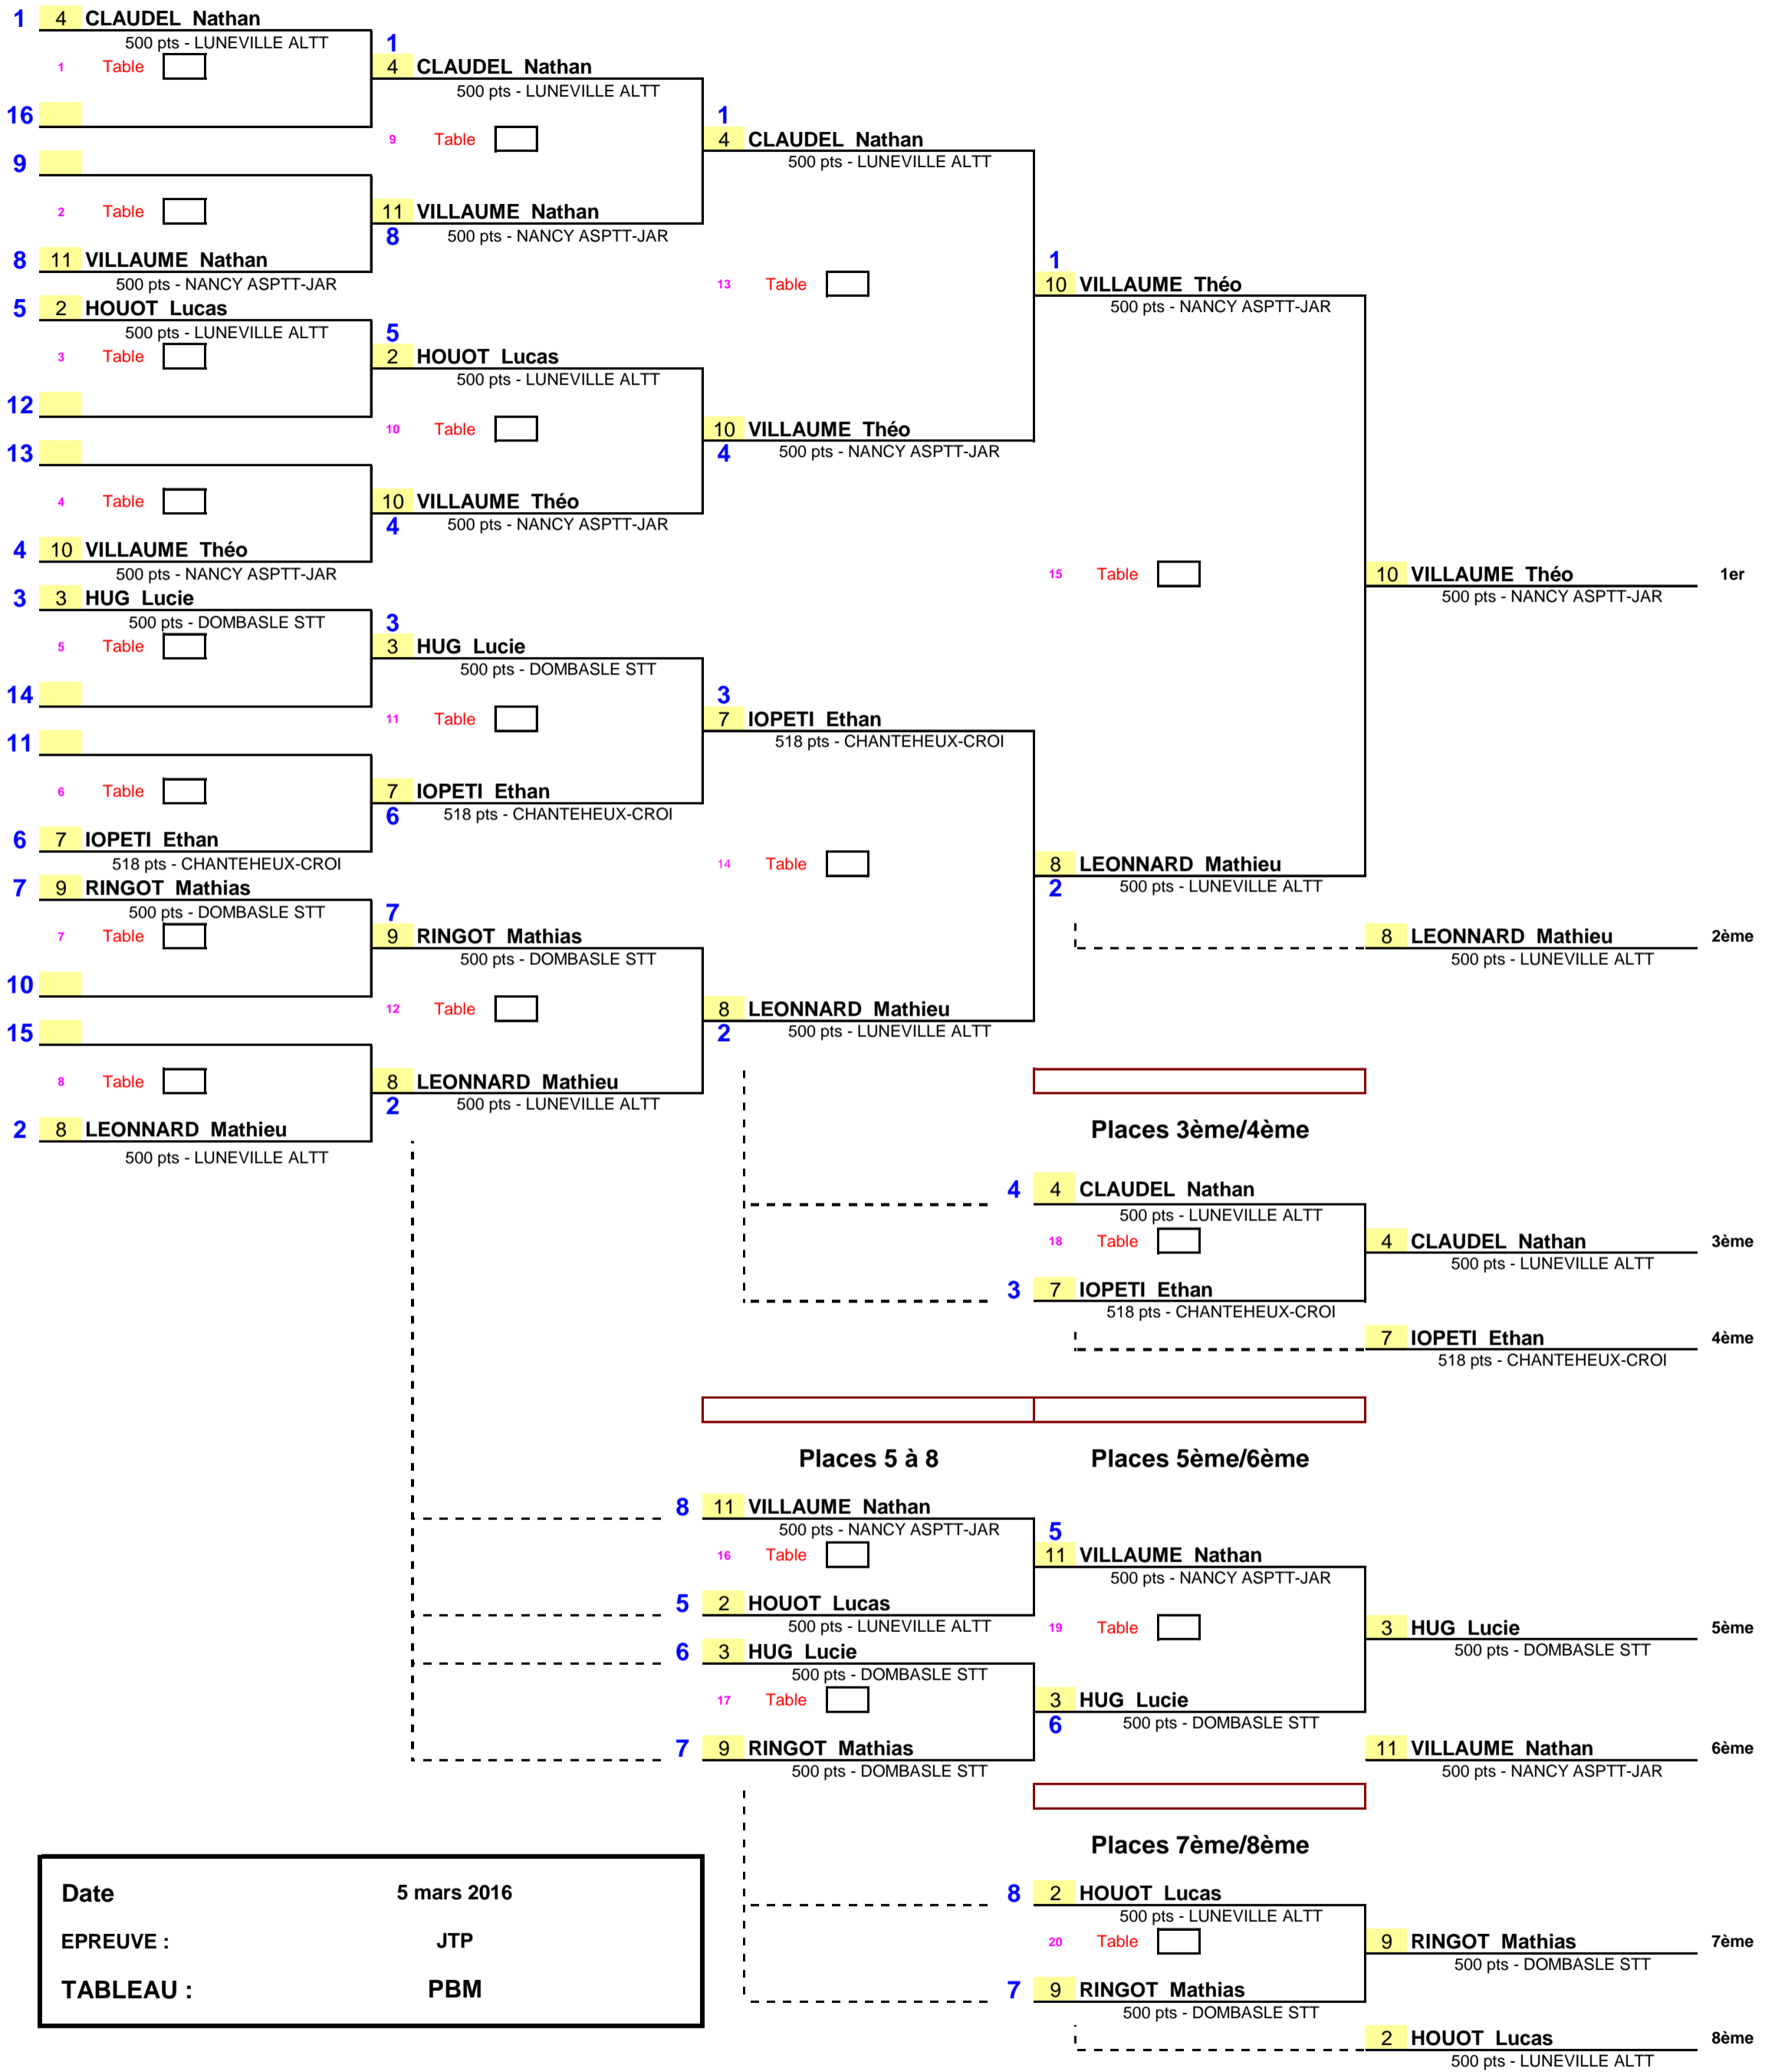 1 4 CLAUDEL Nathan
500 pts - LUNEVILLE ALTT
1 Table
16
9
2 Table
8 11 VILLAUME Nathan
500 pts - NANCY ASPTT-JAR
5 2 HOUOT Lucas
500 pts - LUNEVILLE ALTT
3 Table
12
13
4 Table
4 10 VILLAUME Théo
500 pts - NANCY ASPTT-JAR
3 3 HUG Lucie
500 pts - DOMBASLE STT
5 Table
14
11
6 Table
6 7 IOPETI Ethan
518 pts - CHANTEHEUX-CROI
7 9 RINGOT Mathias
500 pts - DOMBASLE STT
7 Table
10
15
8 Table
2 8 LEONNARD Mathieu
500 pts - LUNEVILLE ALTT
1
4 CLAUDEL Nathan
500 pts - LUNEVILLE ALTT
9 Table
11 VILLAUME Nathan
8 500 pts - NANCY ASPTT-JAR
5
2 HOUOT Lucas
500 pts - LUNEVILLE ALTT
10 Table
10 VILLAUME Théo
4 500 pts - NANCY ASPTT-JAR
3
3 HUG Lucie
500 pts - DOMBASLE STT
11 Table
7 IOPETI Ethan
6 518 pts - CHANTEHEUX-CROI
7
9 RINGOT Mathias
500 pts - DOMBASLE STT
12 Table
8 LEONNARD Mathieu
2 500 pts - LUNEVILLE ALTT
1
4 CLAUDEL Nathan
500 pts - LUNEVILLE ALTT
13 Table
10 VILLAUME Théo
4 500 pts - NANCY ASPTT-JAR
3
7 IOPETI Ethan
518 pts - CHANTEHEUX-CROI
14 Table
8 LEONNARD Mathieu
2 500 pts - LUNEVILLE ALTT
1
10 VILLAUME Théo
500 pts - NANCY ASPTT-JAR
15 Table
8 LEONNARD Mathieu
2 500 pts - LUNEVILLE ALTT
10 VILLAUME Théo 1er
500 pts - NANCY ASPTT-JAR
8 LEONNARD Mathieu 2ème
500 pts - LUNEVILLE ALTT
Places 3ème/4ème
4 4 CLAUDEL Nathan
500 pts - LUNEVILLE ALTT
18 Table
3 7 IOPETI Ethan
518 pts - CHANTEHEUX-CROI
4 CLAUDEL Nathan 3ème
500 pts - LUNEVILLE ALTT
7 IOPETI Ethan 4ème
518 pts - CHANTEHEUX-CROI
Places 5 à 8
Places 5ème/6ème
8 11 VILLAUME Nathan
500 pts - NANCY ASPTT-JAR
16 Table
5 2 HOUOT Lucas
500 pts - LUNEVILLE ALTT
6 3 HUG Lucie
500 pts - DOMBASLE STT
17 Table
7 9 RINGOT Mathias
500 pts - DOMBASLE STT
5
11 VILLAUME Nathan
500 pts - NANCY ASPTT-JAR
19 Table
3 HUG Lucie
6 500 pts - DOMBASLE STT
3 HUG Lucie 5ème
500 pts - DOMBASLE STT
11 VILLAUME Nathan 6ème
500 pts - NANCY ASPTT-JAR
Places 7ème/8ème
8 2 HOUOT Lucas
500 pts - LUNEVILLE ALTT
20 Table
7 9 RINGOT Mathias
500 pts - DOMBASLE STT
9 RINGOT Mathias 7ème
500 pts - DOMBASLE STT
2 HOUOT Lucas 8ème
500 pts - LUNEVILLE ALTT
Date 5 mars 2016
EPREUVE : JTP
TABLEAU : PBM